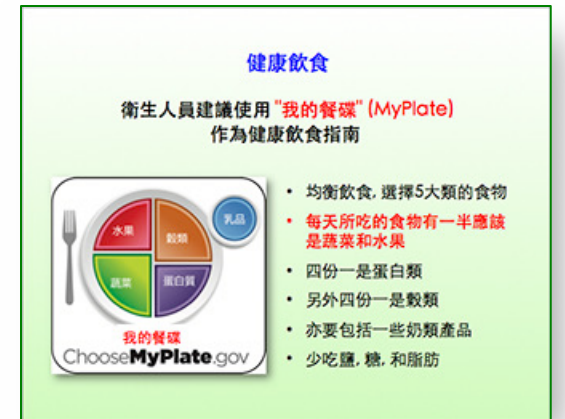 健康飲食
衛生人員建議使用 "我的餐碟" (MyPlate)
作為健康飲食指南
水果
穀類
乳品
蔬菜
蛋白質
我的餐碟
ChooseMyPlate.gov
• 均衡飲食, 選擇5大類的食物
• 每天所吃的食物有一半應該
是蔬菜和水果
• 四份一是蛋白類
• 另外四份一是穀類
• 亦要包括一些奶類產品
• 少吃鹽, 糖, 和脂肪